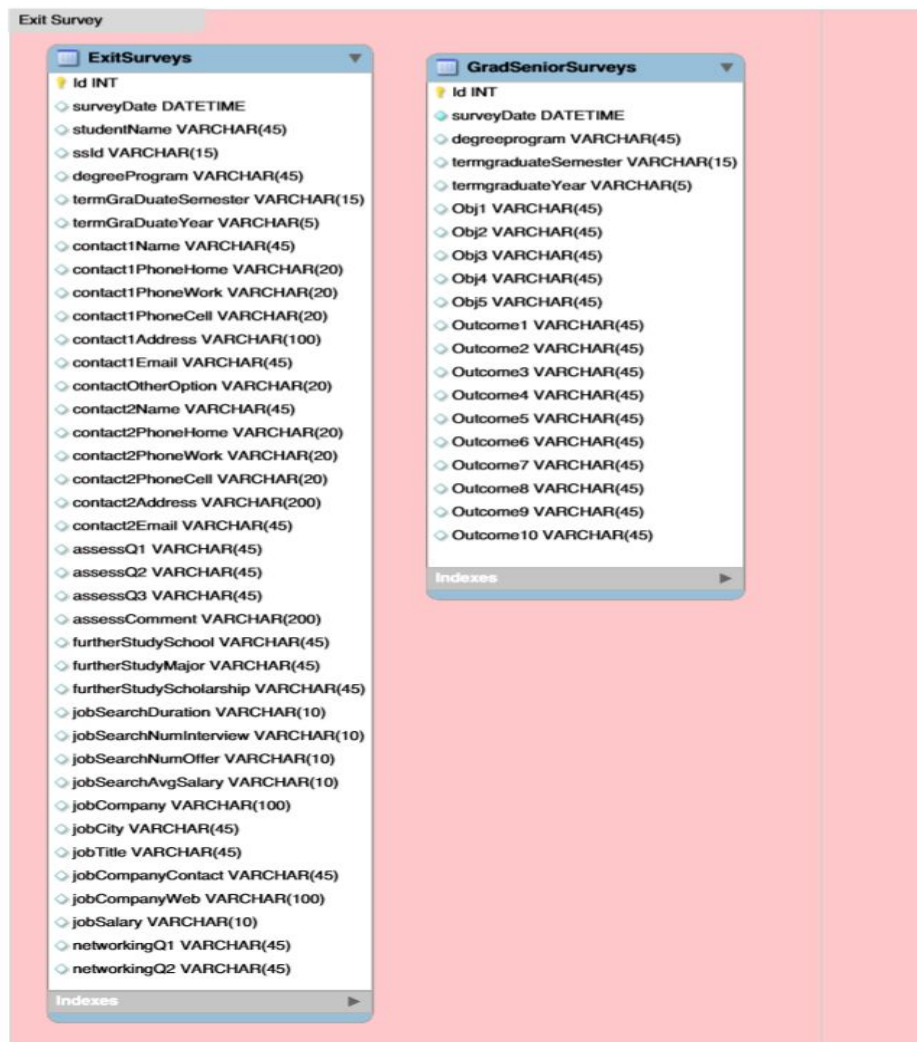 Exit Survey
ExitSurveys
Id INT
surveyDate DATETIME
studentName VARCHAR(45)
ssId VARCHAR(15)
degreeProgram VARCHAR(45)
termGraDuateSemester VARCHAR(15)
termGraDuateYear VARCHAR(5)
contact1Name VARCHAR(45)
contact1PhoneHome VARCHAR(20)
contact1PhoneWork VARCHAR(20)
contact1PhoneCell VARCHAR(20)
contact1Address VARCHAR(100)
contact1Email VARCHAR(45)
contactOtherOption VARCHAR(20)
contact2Name VARCHAR(45)
contact2PhoneHome VARCHAR(20)
contact2PhoneWork VARCHAR(20)
contact2PhoneCell VARCHAR(20)
contact2Address VARCHAR(200)
contact2Email VARCHAR(45)
assessQ1 VARCHAR(45)
assessQ2 VARCHAR(45)
assessQ3 VARCHAR(45)
assessComment VARCHAR(200)
furtherStudySchool VARCHAR(45)
furtherStudyMajor VARCHAR(45)
furtherStudyScholarship VARCHAR(45)
jobSearchDuration VARCHAR(10)
jobSearchNumInterview VARCHAR(10)
jobSearchNumOffer VARCHAR(10)
jobSearchAvgSalary VARCHAR(10)
jobCompany VARCHAR(100)
jobCity VARCHAR(45)
jobTitle VARCHAR(45)
jobCompanyContact VARCHAR(45)
jobCompanyWeb VARCHAR(100)
jobSalary VARCHAR(10)
networkingQ1 VARCHAR(45)
networkingQ2 VARCHAR(45)
Indexes
GradSeniorSurveys
Id INT
surveyDate DATETIME
degreeprogram VARCHAR(45)
termgraduateSemester VARCHAR(15)
termgraduateYear VARCHAR(5)
Obj1 VARCHAR(45)
Obj2 VARCHAR(45)
Obj3 VARCHAR(45)
Obj4 VARCHAR(45)
Obj5 VARCHAR(45)
Outcome1 VARCHAR(45)
Outcome2 VARCHAR(45)
Outcome3 VARCHAR(45)
Outcome4 VARCHAR(45)
Outcome5 VARCHAR(45)
Outcome6 VARCHAR(45)
Outcome7 VARCHAR(45)
Outcome8 VARCHAR(45)
Outcome9 VARCHAR(45)
Outcome10 VARCHAR(45)
Indexes